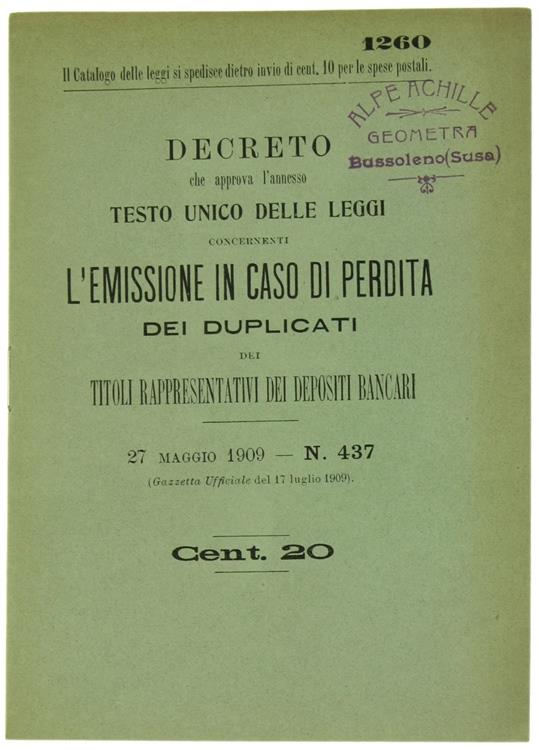 1260
Il Catalogo delle leggi si spedisce dietro invio di cent. 10 per le spese postali.
ALPE ACHILLE
GEOMETRA
Bussoleno (Susa)
DECRETO
che approva l'annesso
TESTO UNICO DELLE LEGGI
CONCERNENTI
L'EMISSIONE IN CASO DI PERDITA
DEI DUPLICATI
DEI
TITOLI RAPPRESENTATIVI DEI DEPOSITI BANCARI
27 MAGGIO 1909 — N. 437
(Gazzetta Ufficiale del 17 luglio 1909).
Cent. 20